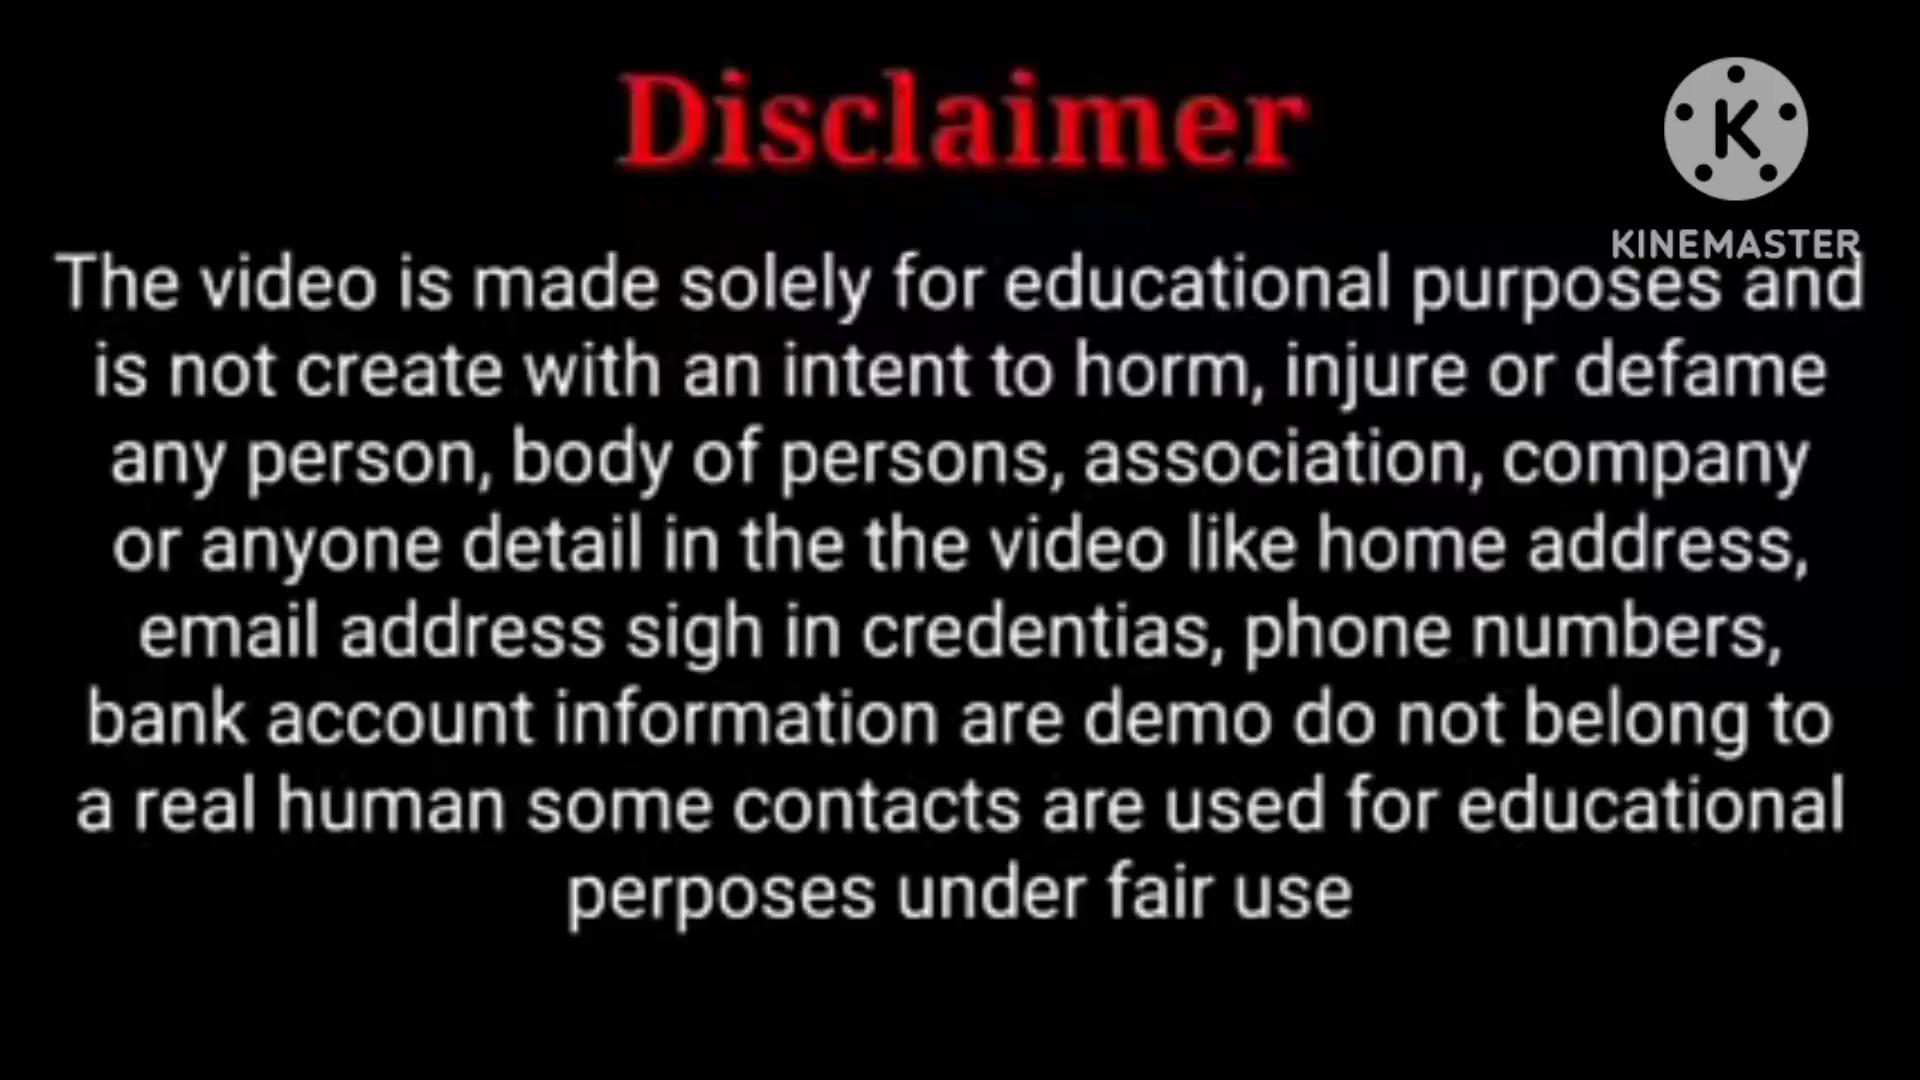 Disclaimer
K
KINEMASTER
The video is made solely for educational purposes and
is not create with an intent to horm, injure or defame
any person, body of persons, association, company
or anyone detail in the the video like home address,
email address sigh in credentias, phone numbers,
bank account information are demo do not belong to
a real human some contacts are used for educational
perposes under fair use